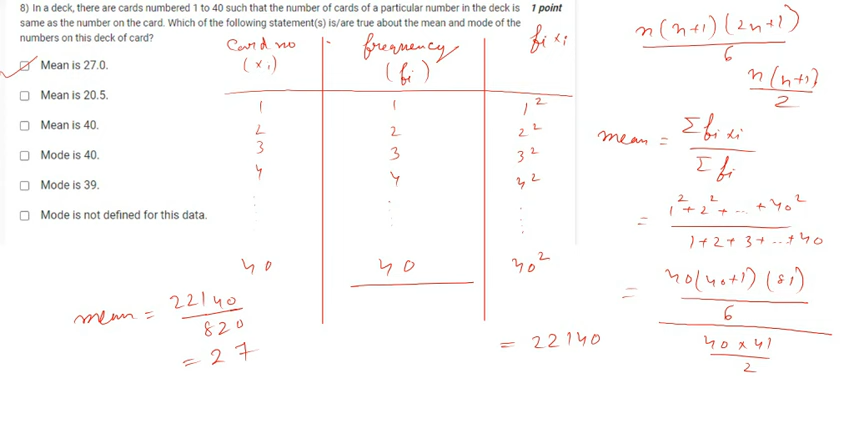 8) In a deck, there are cards numbered 1 to 40 such that the number of cards of a particular number in the deck is 1 point
same as the number on the card. Which of the following statement(s) is/are true about the mean and mode of the
numbers on this deck of card?
Mean is 27.0.
Mean is 20.5.
Mean is 40.
Mode is 40.
Mode is 39.
Mode is not defined for this data.
Card no frequency fi xi
(xi) (fi)
1 1 1²
2 2 2²
3 3 3²
4 4 4²
40 40 40²
= 22140
mean = 22140 / 820
= 27
n(n+1)(2n+1) / 6
n(n+1) / 2
mean = Σ fi xi / Σ fi
= 1² + 2² + ... + 40² / 1 + 2 + 3 + ... + 40
= 40(40+1)(81) / 6
40 × 41 / 2